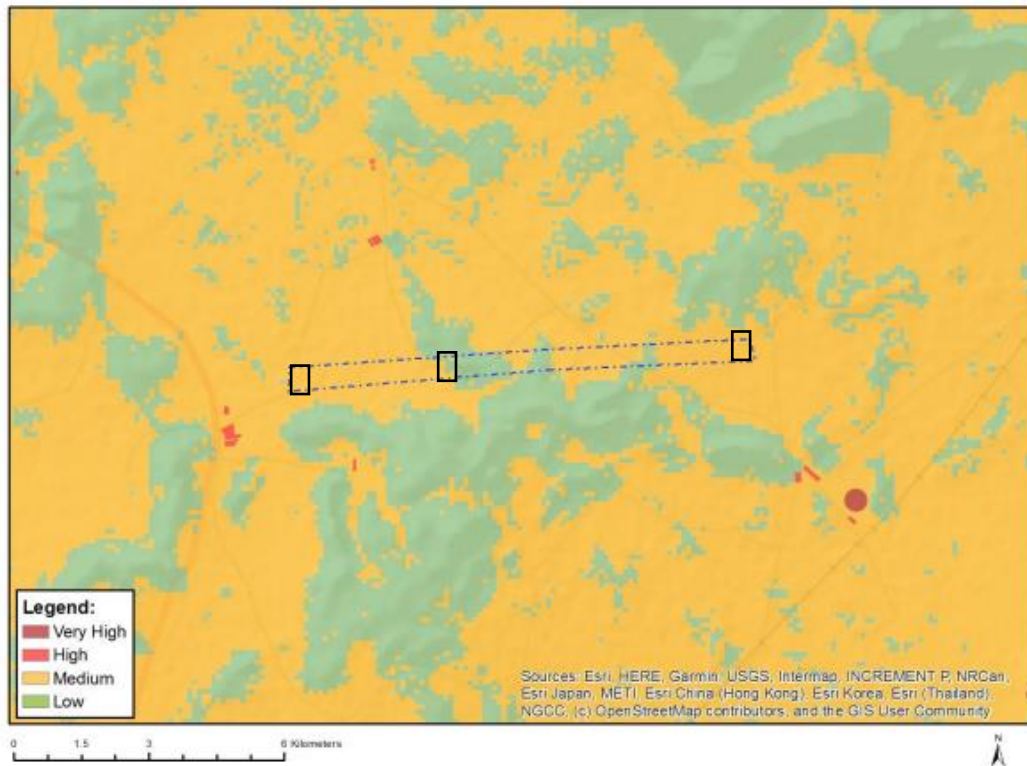 Legend:
Very High
High
Medium
Low
Sources: Esri, HERE, Garmin, USGS, Intermap, INCREMENT P, NRCan,
Esri Japan, METI, Esri China (Hong Kong), Esri Korea, Esri (Thailand),
NGCC, (c) OpenStreetMap contributors, and the GIS User Community
0 1.5 3 6 Kilometers
N